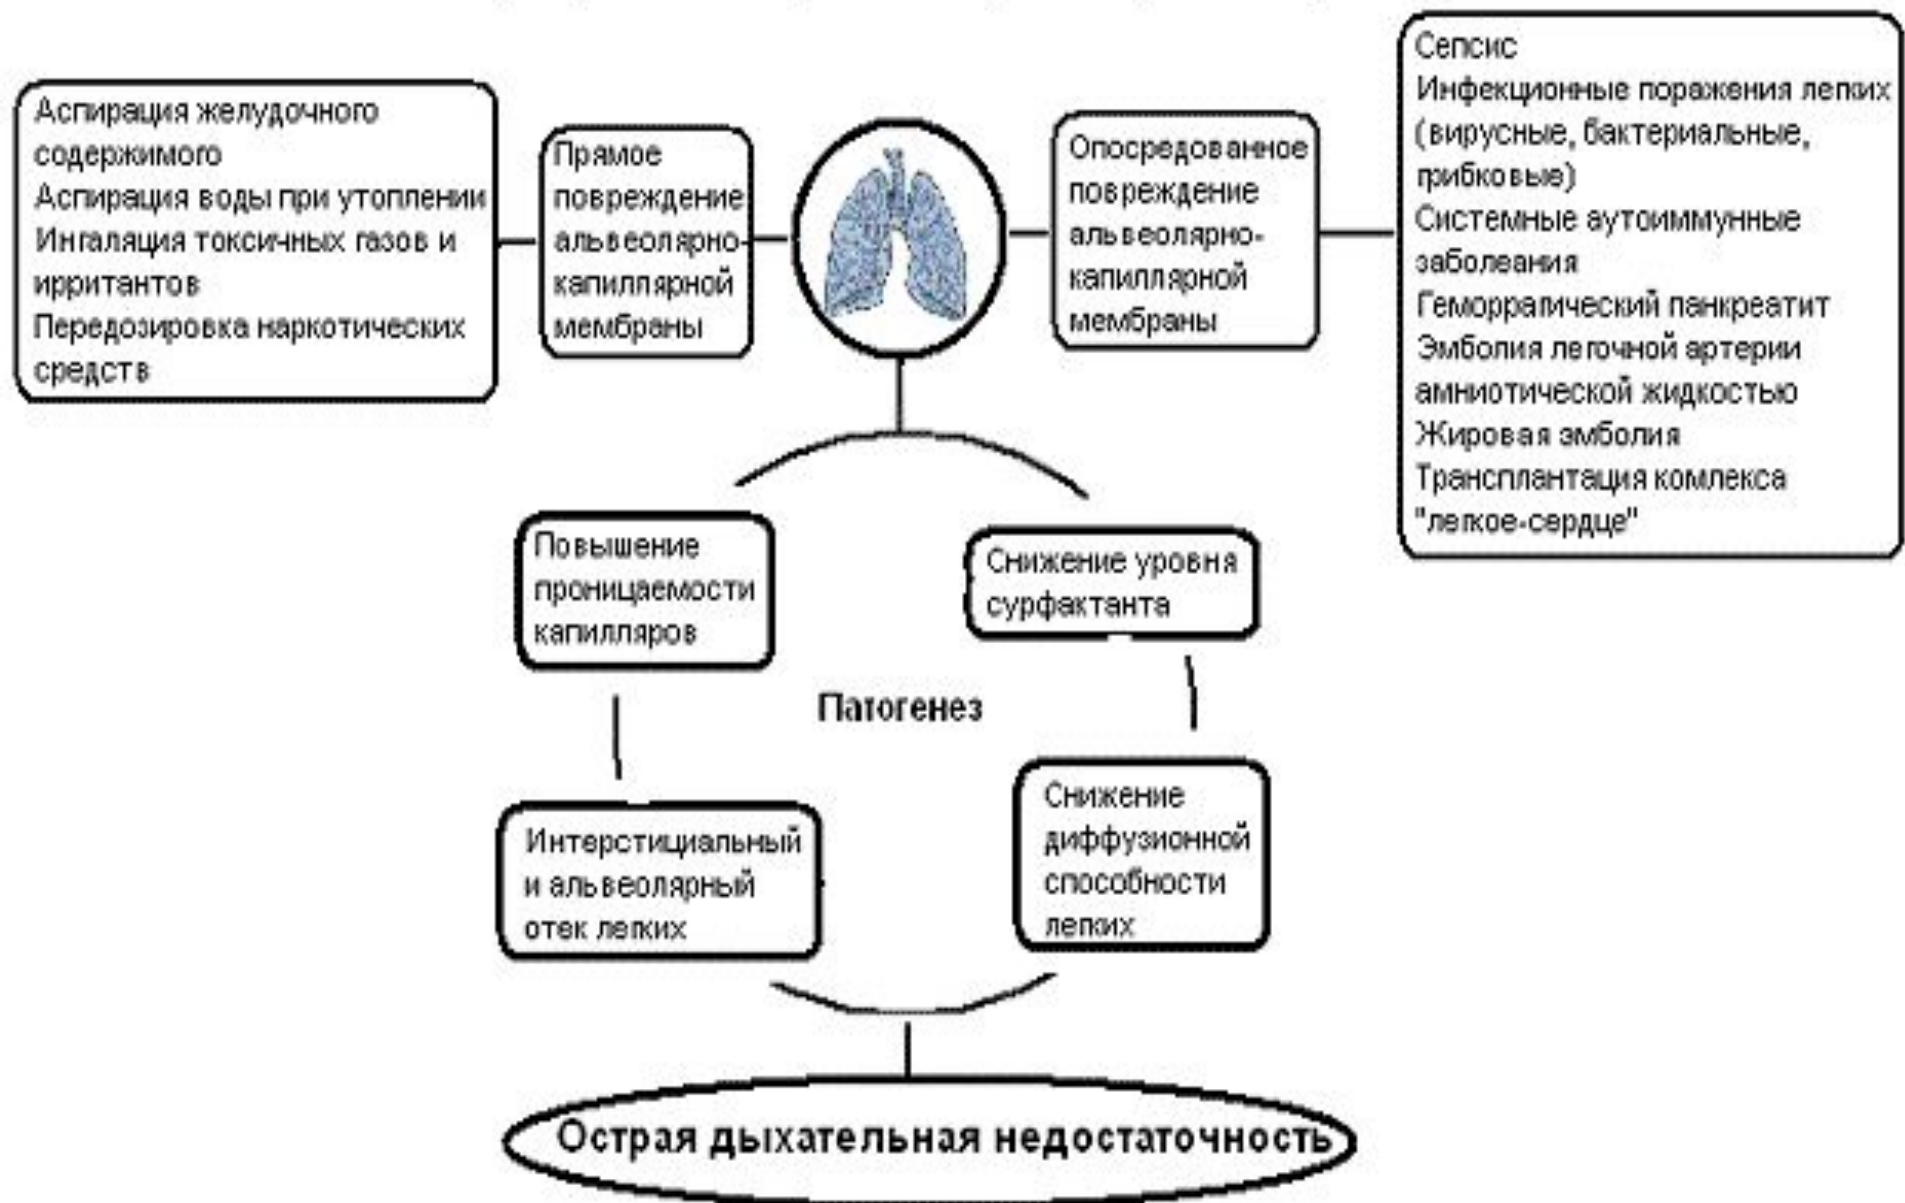 Аспирация желудочного
содержимого
Аспирация воды при утоплении
Ингаляция токсичных газов и
ирритантов
Передозировка наркотических
средств
Прямое
повреждение
альвеолярно-
капиллярной
мембраны
Опосредованное
повреждение
альвеолярно-
капиллярной
мембраны
Сепсис
Инфекционные поражения легких
(вирусные, бактериальные,
грибковые)
Системные аутоиммунные
заболеания
Геморрагический панкреатит
Эмболия легочной артерии
амниотической жидкостью
Жировая эмболия
Трансплантация комлекса
"легкое-сердце"
Повышение
проницаемости
капилляров
Снижение уровня
сурфактанта
Патогенез
Интерстициальный
и альвеолярный
отек легких
Снижение
диффузионной
способности
легких
Острая дыхательная недостаточность